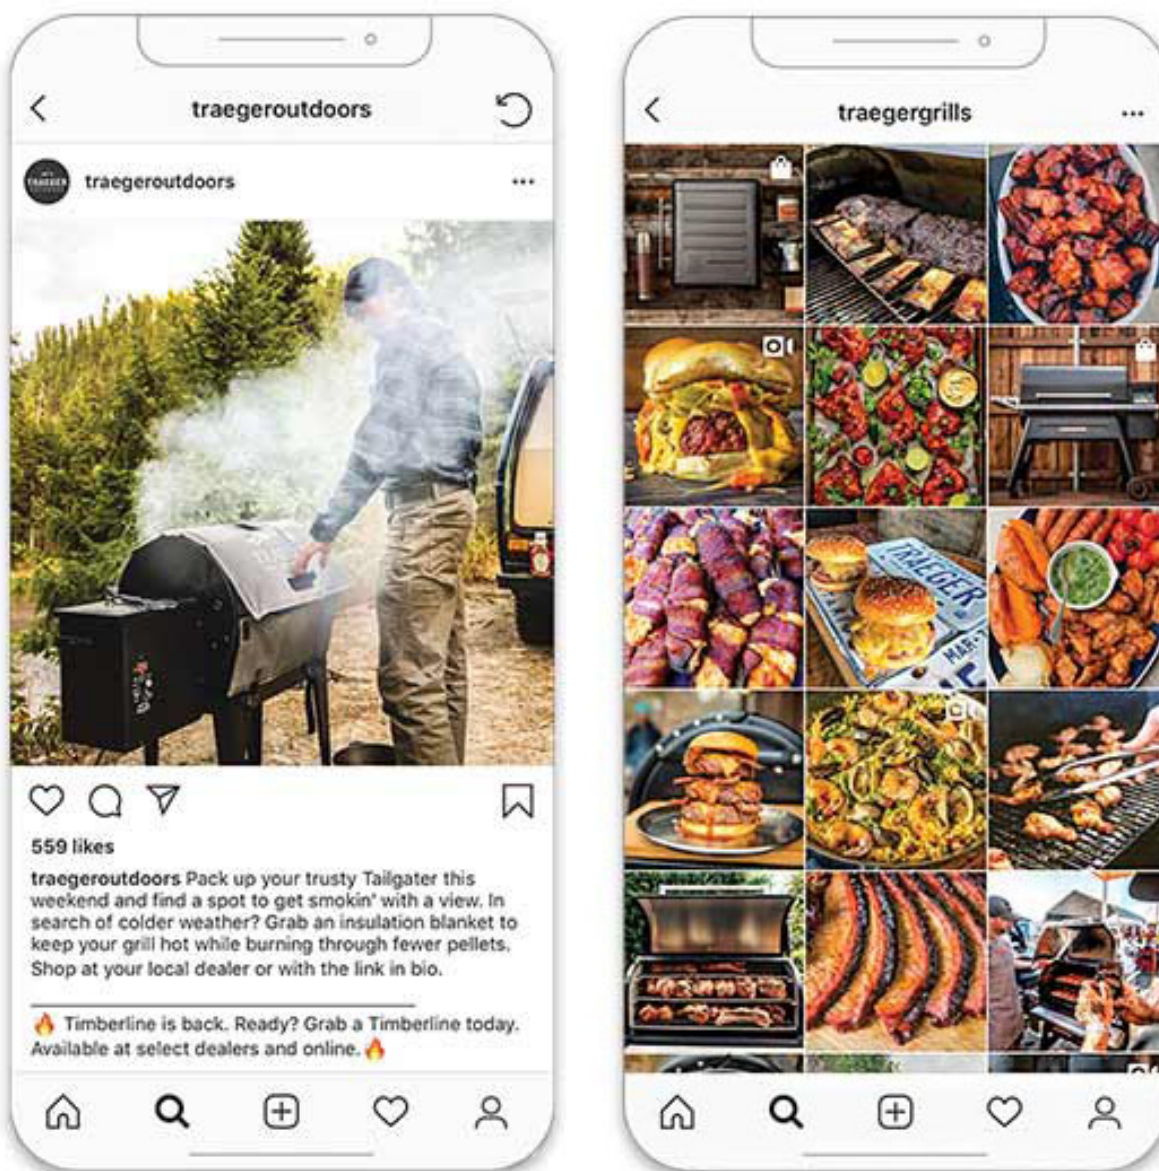 traegeroutdoors
TRAEGER
traegeroutdoors
559 likes
traegeroutdoors Pack up your trusty Tailgater this
weekend and find a spot to get smokin' with a view. In
search of colder weather? Grab an insulation blanket to
keep your grill hot while burning through fewer pellets.
Shop at your local dealer or with the link in bio.
🔥 Timberline is back. Ready? Grab a Timberline today.
Available at select dealers and online.🔥
traegergrills
TRAEGER
MAR